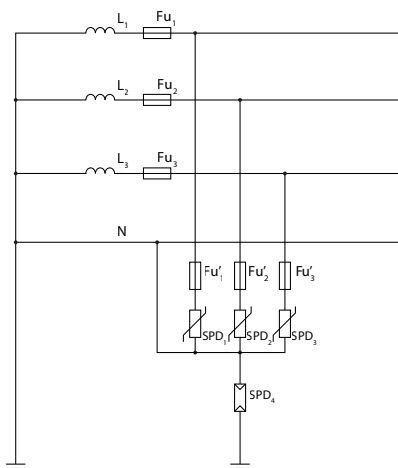 L₁ Fu₁
L₂ Fu₂
L₃ Fu₃
N
Fu'₁ Fu'₂ Fu'₃
SPD₁ SPD₂ SPD₃
SPD₄